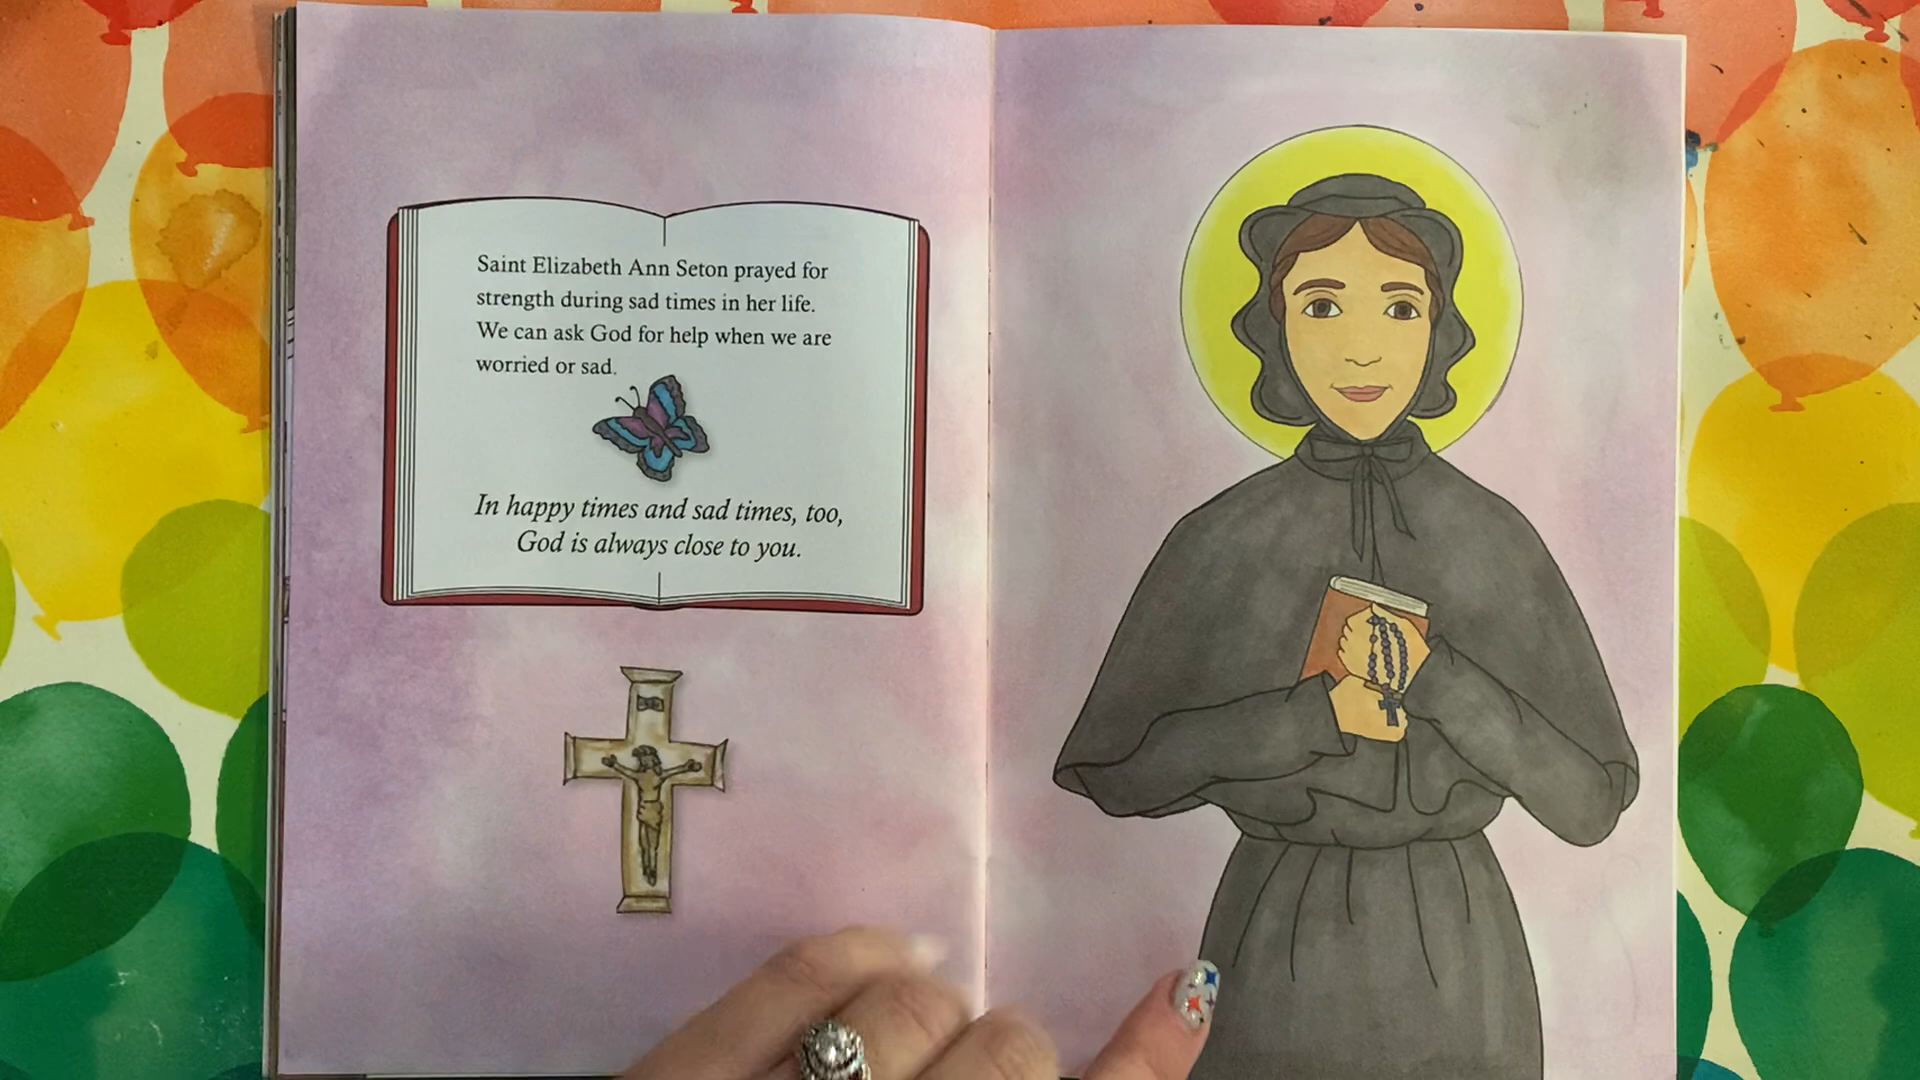 Saint Elizabeth Ann Seton prayed for
strength during sad times in her life.
We can ask God for help when we are
worried or sad.
In happy times and sad times, too,
God is always close to you.